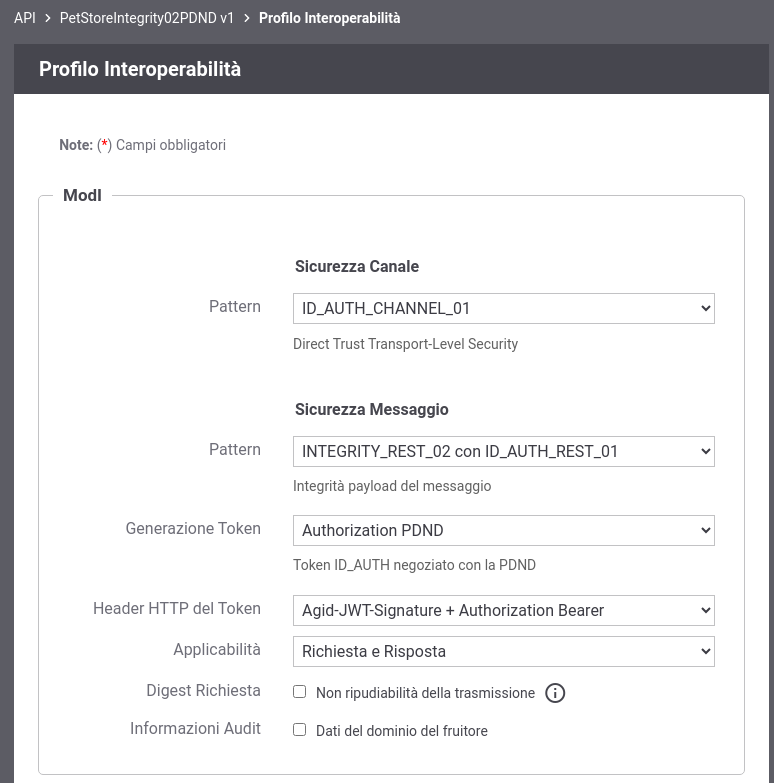 API > PetStoreIntegrity02PDND v1 > Profilo Interoperabilità
Profilo Interoperabilità
Note: (*) Campi obbligatori
ModI
Sicurezza Canale
Pattern ID_AUTH_CHANNEL_01
Direct Trust Transport-Level Security
Sicurezza Messaggio
Pattern INTEGRITY_REST_02 con ID_AUTH_REST_01
Integrità payload del messaggio
Generazione Token Authorization PDND
Token ID_AUTH negoziato con la PDND
Header HTTP del Token Agid-JWT-Signature + Authorization Bearer
Applicabilità Richiesta e Risposta
Digest Richiesta Non ripudiabilità della trasmissione
Informazioni Audit Dati del dominio del fruitore